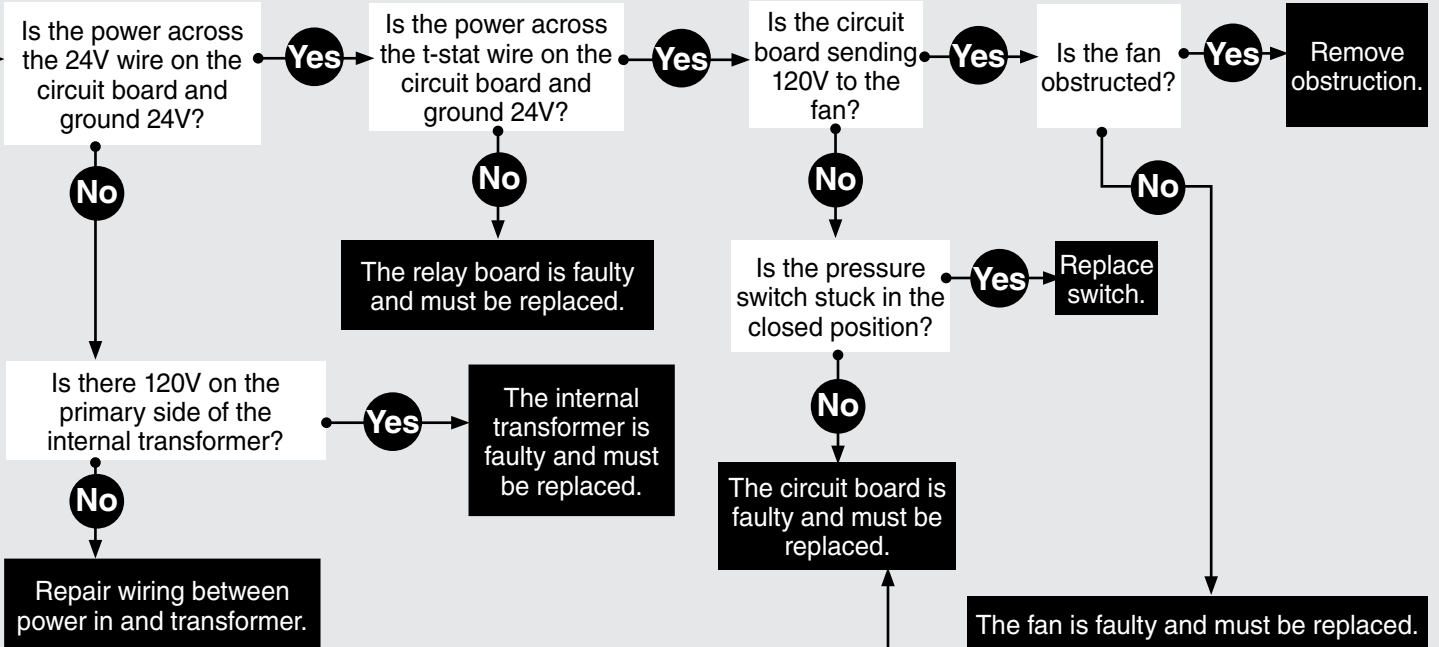 Is the power across
the 24V wire on the
circuit board and
ground 24V?
Yes
Is the power across
the t-stat wire on the
circuit board and
ground 24V?
Yes
Is the circuit
board sending
120V to the
fan?
Yes
Is the fan
obstructed?
Yes
Remove
obstruction.
No
No
No
No
The relay board is faulty
and must be replaced.
Is the pressure
switch stuck in the
closed position?
Yes
Replace
switch.
Is there 120V on the
primary side of the
internal transformer?
Yes
The internal
transformer is
faulty and must
be replaced.
No
The circuit board is
faulty and must be
replaced.
No
Repair wiring between
power in and transformer.
The fan is faulty and must be replaced.